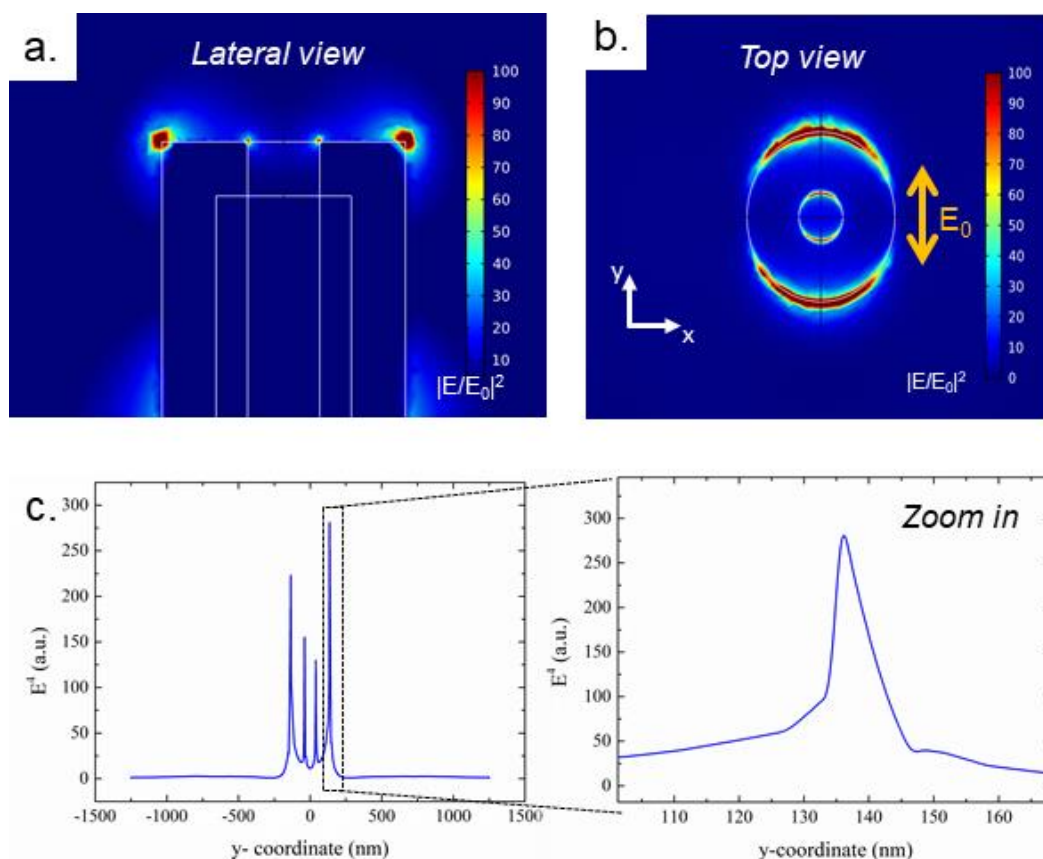 a.
Lateral view
100
90
80
70
60
50
40
30
20
10
|E/E₀|²
b.
Top view
100
90
80
70
60
50
40
30
20
10
0
E₀
y
x
|E/E₀|²
c.
300
250
200
150
100
50
0
E⁴ (a.u.)
-1500 -1000 -500 0 500 1000 1500
y- coordinate (nm)
Zoom in
300
250
200
150
100
50
0
E⁴ (a.u.)
110 120 130 140 150 160
y-coordinate (nm)